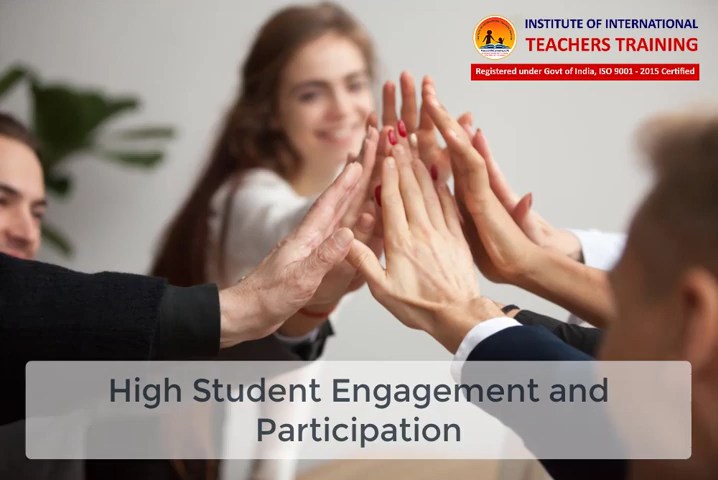 INSTITUTE OF INTERNATIONAL
TEACHERS TRAINING
Registered under Govt of India, ISO 9001 - 2015 Certified
High Student Engagement and
Participation